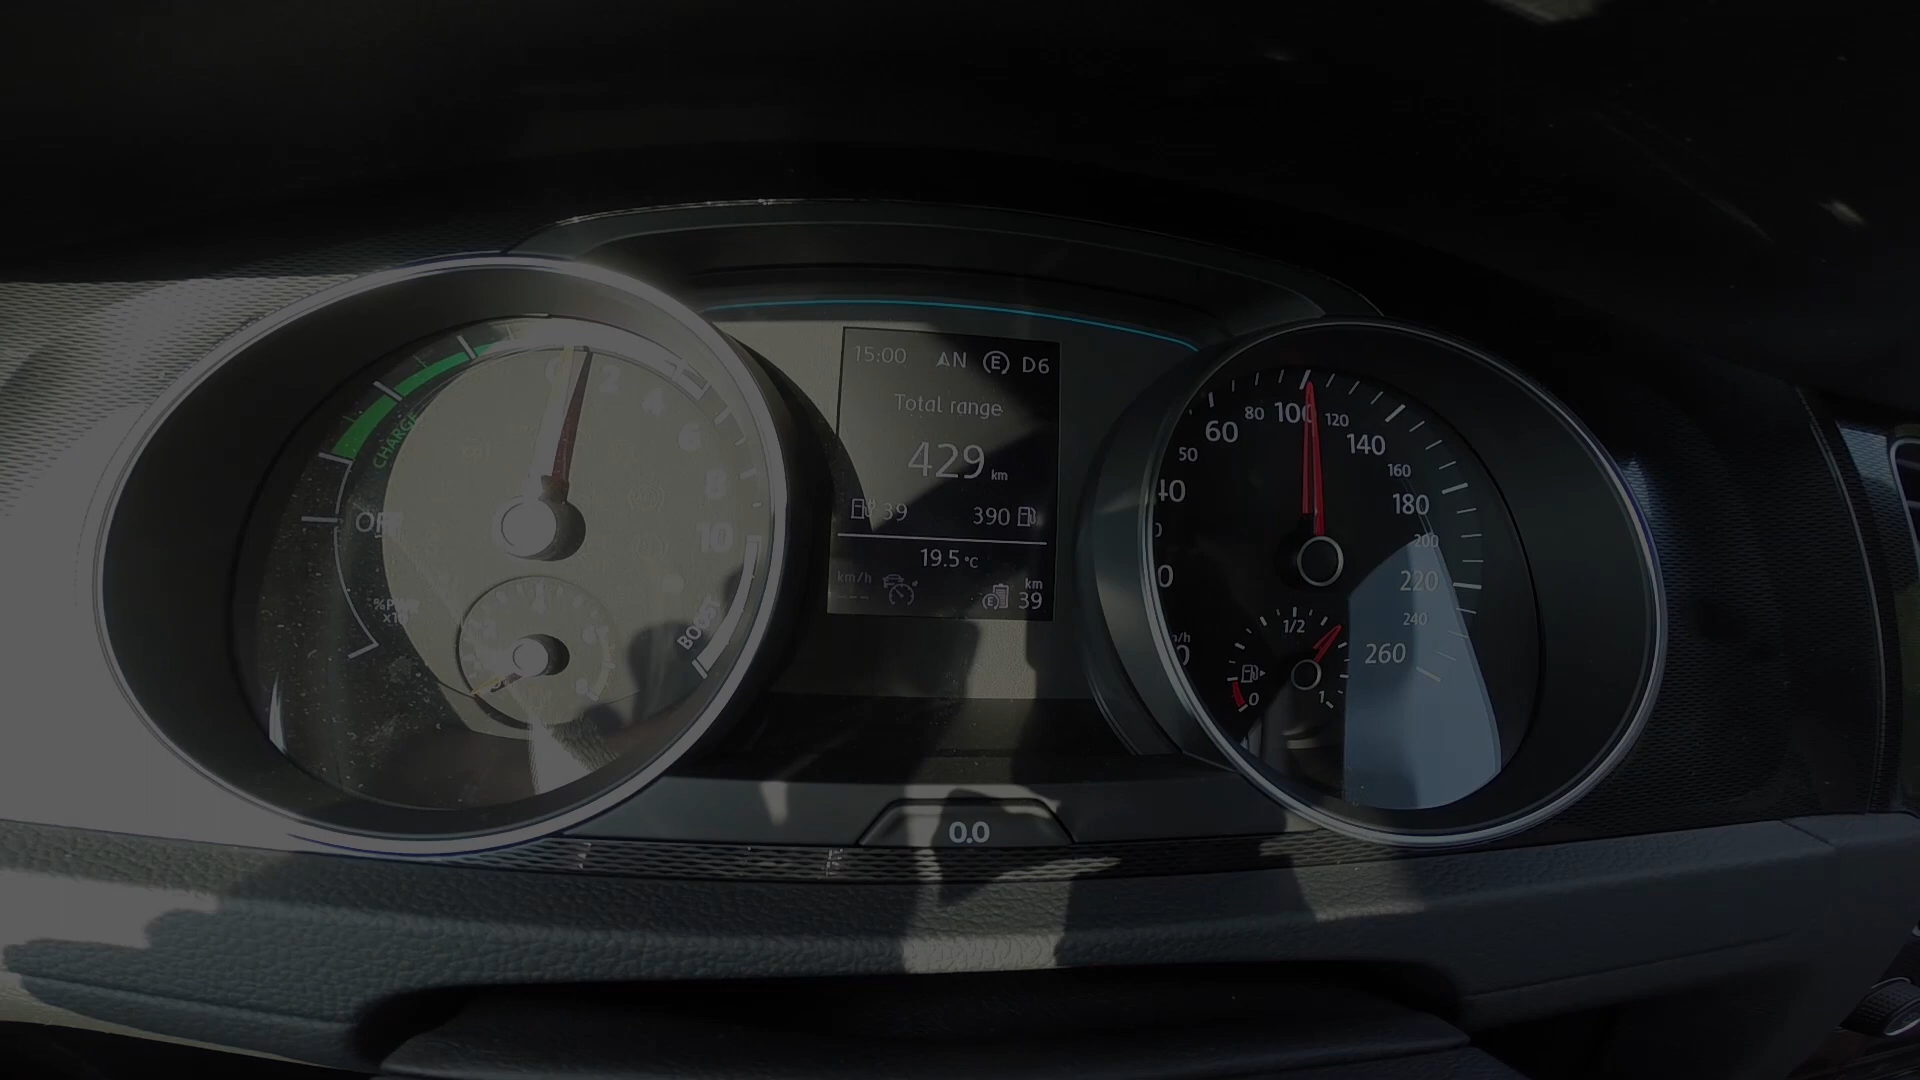 0
2
4
6
8
10
CHARGE
BOOST
15:00 AN E D6
Total range
429 km
39 390
19.5 °C
km/h
---
E
km
39
0.0
50
60
80
100
120
140
160
180
200
220
240
260
1/2
0
1